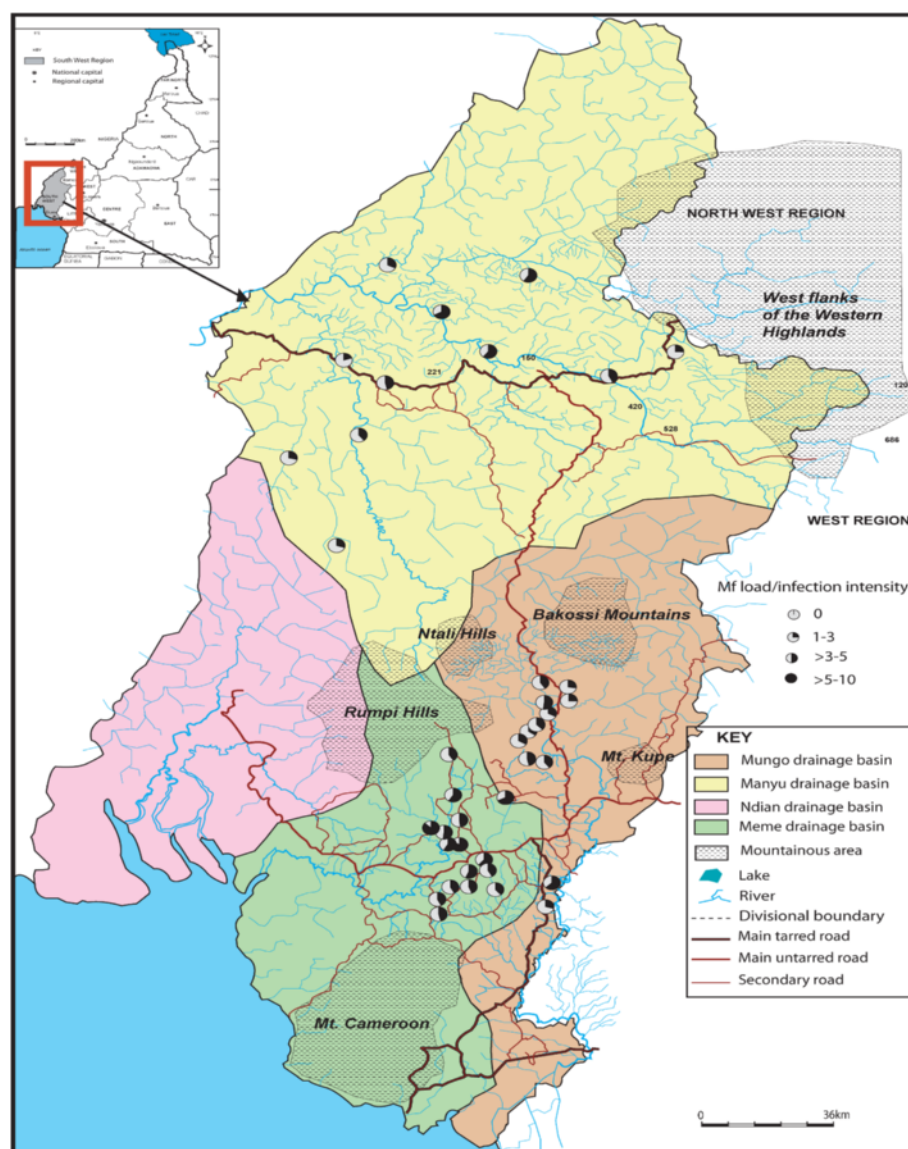 South West Region
National capital
Regional capital
NORTH WEST REGION
West flanks
of the Western
Highlands
221
160
420
528
120
686
WEST REGION
Mf load/infection intensity
0
1-3
>3-5
>5-10
Ntali Hills
Bakossi Mountains
Rumpi Hills
Mt. Kupe
Mt. Cameroon
KEY
Mungo drainage basin
Manyu drainage basin
Ndian drainage basin
Meme drainage basin
Mountainous area
Lake
River
Divisional boundary
Main tarred road
Main untarred road
Secondary road
0 36km